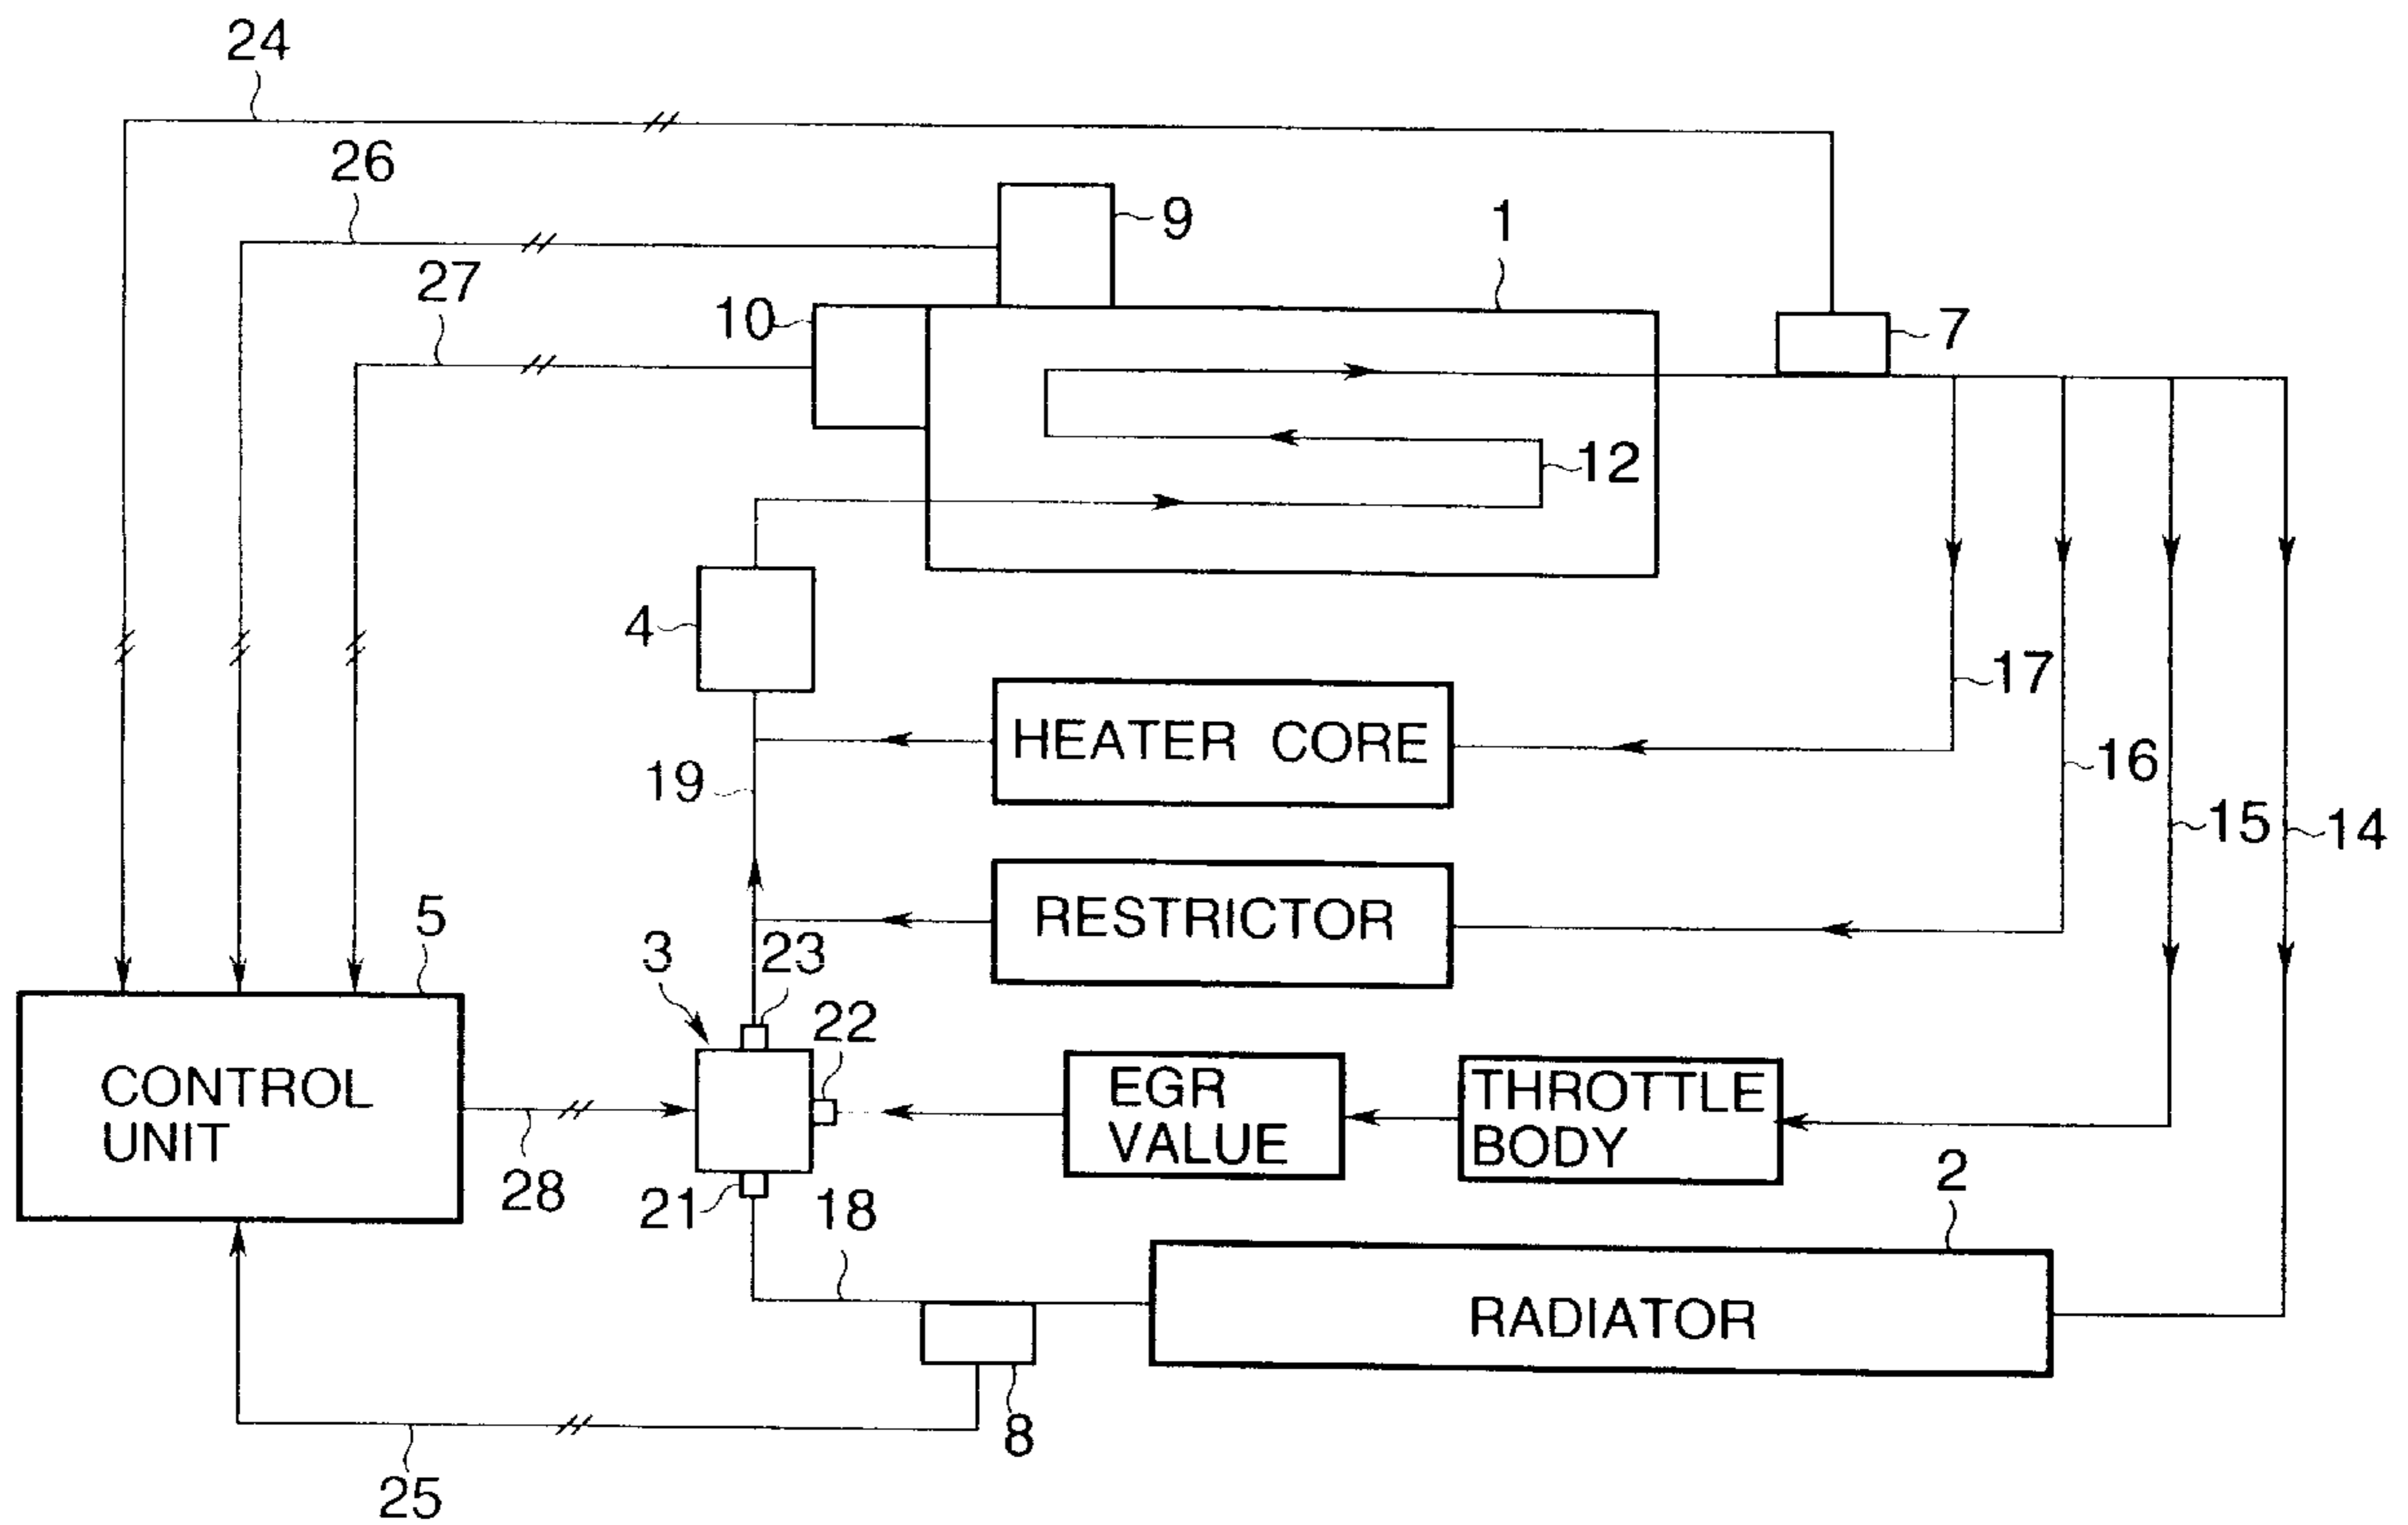 24
26
9
1
27
10
7
12
4
17
HEATER CORE
16
19
15
14
5
RESTRICTOR
3
23
22
CONTROL
UNIT
EGR
VALUE
THROTTLE
BODY
28
21
18
2
RADIATOR
8
25